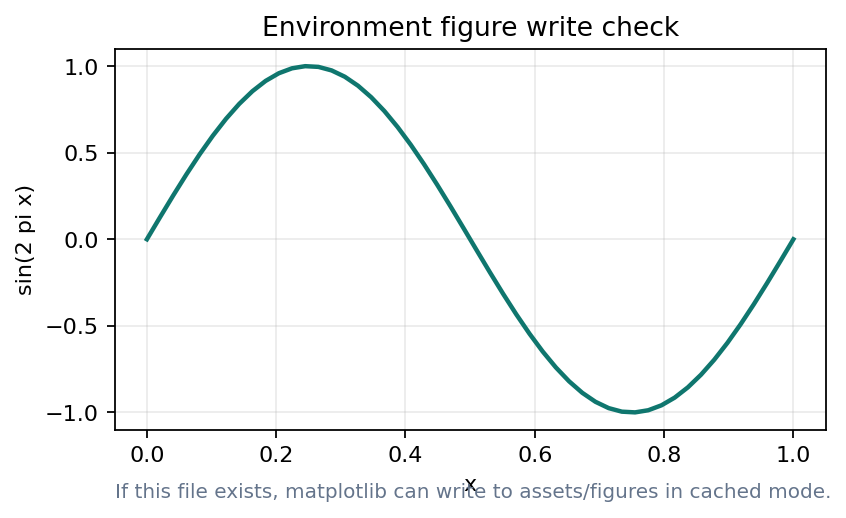 Environment figure write check
1.0
0.5
0.0
−0.5
−1.0
sin(2 pi x)
0.0 0.2 0.4 0.6 0.8 1.0
x
If this file exists, matplotlib can write to assets/figures in cached mode.